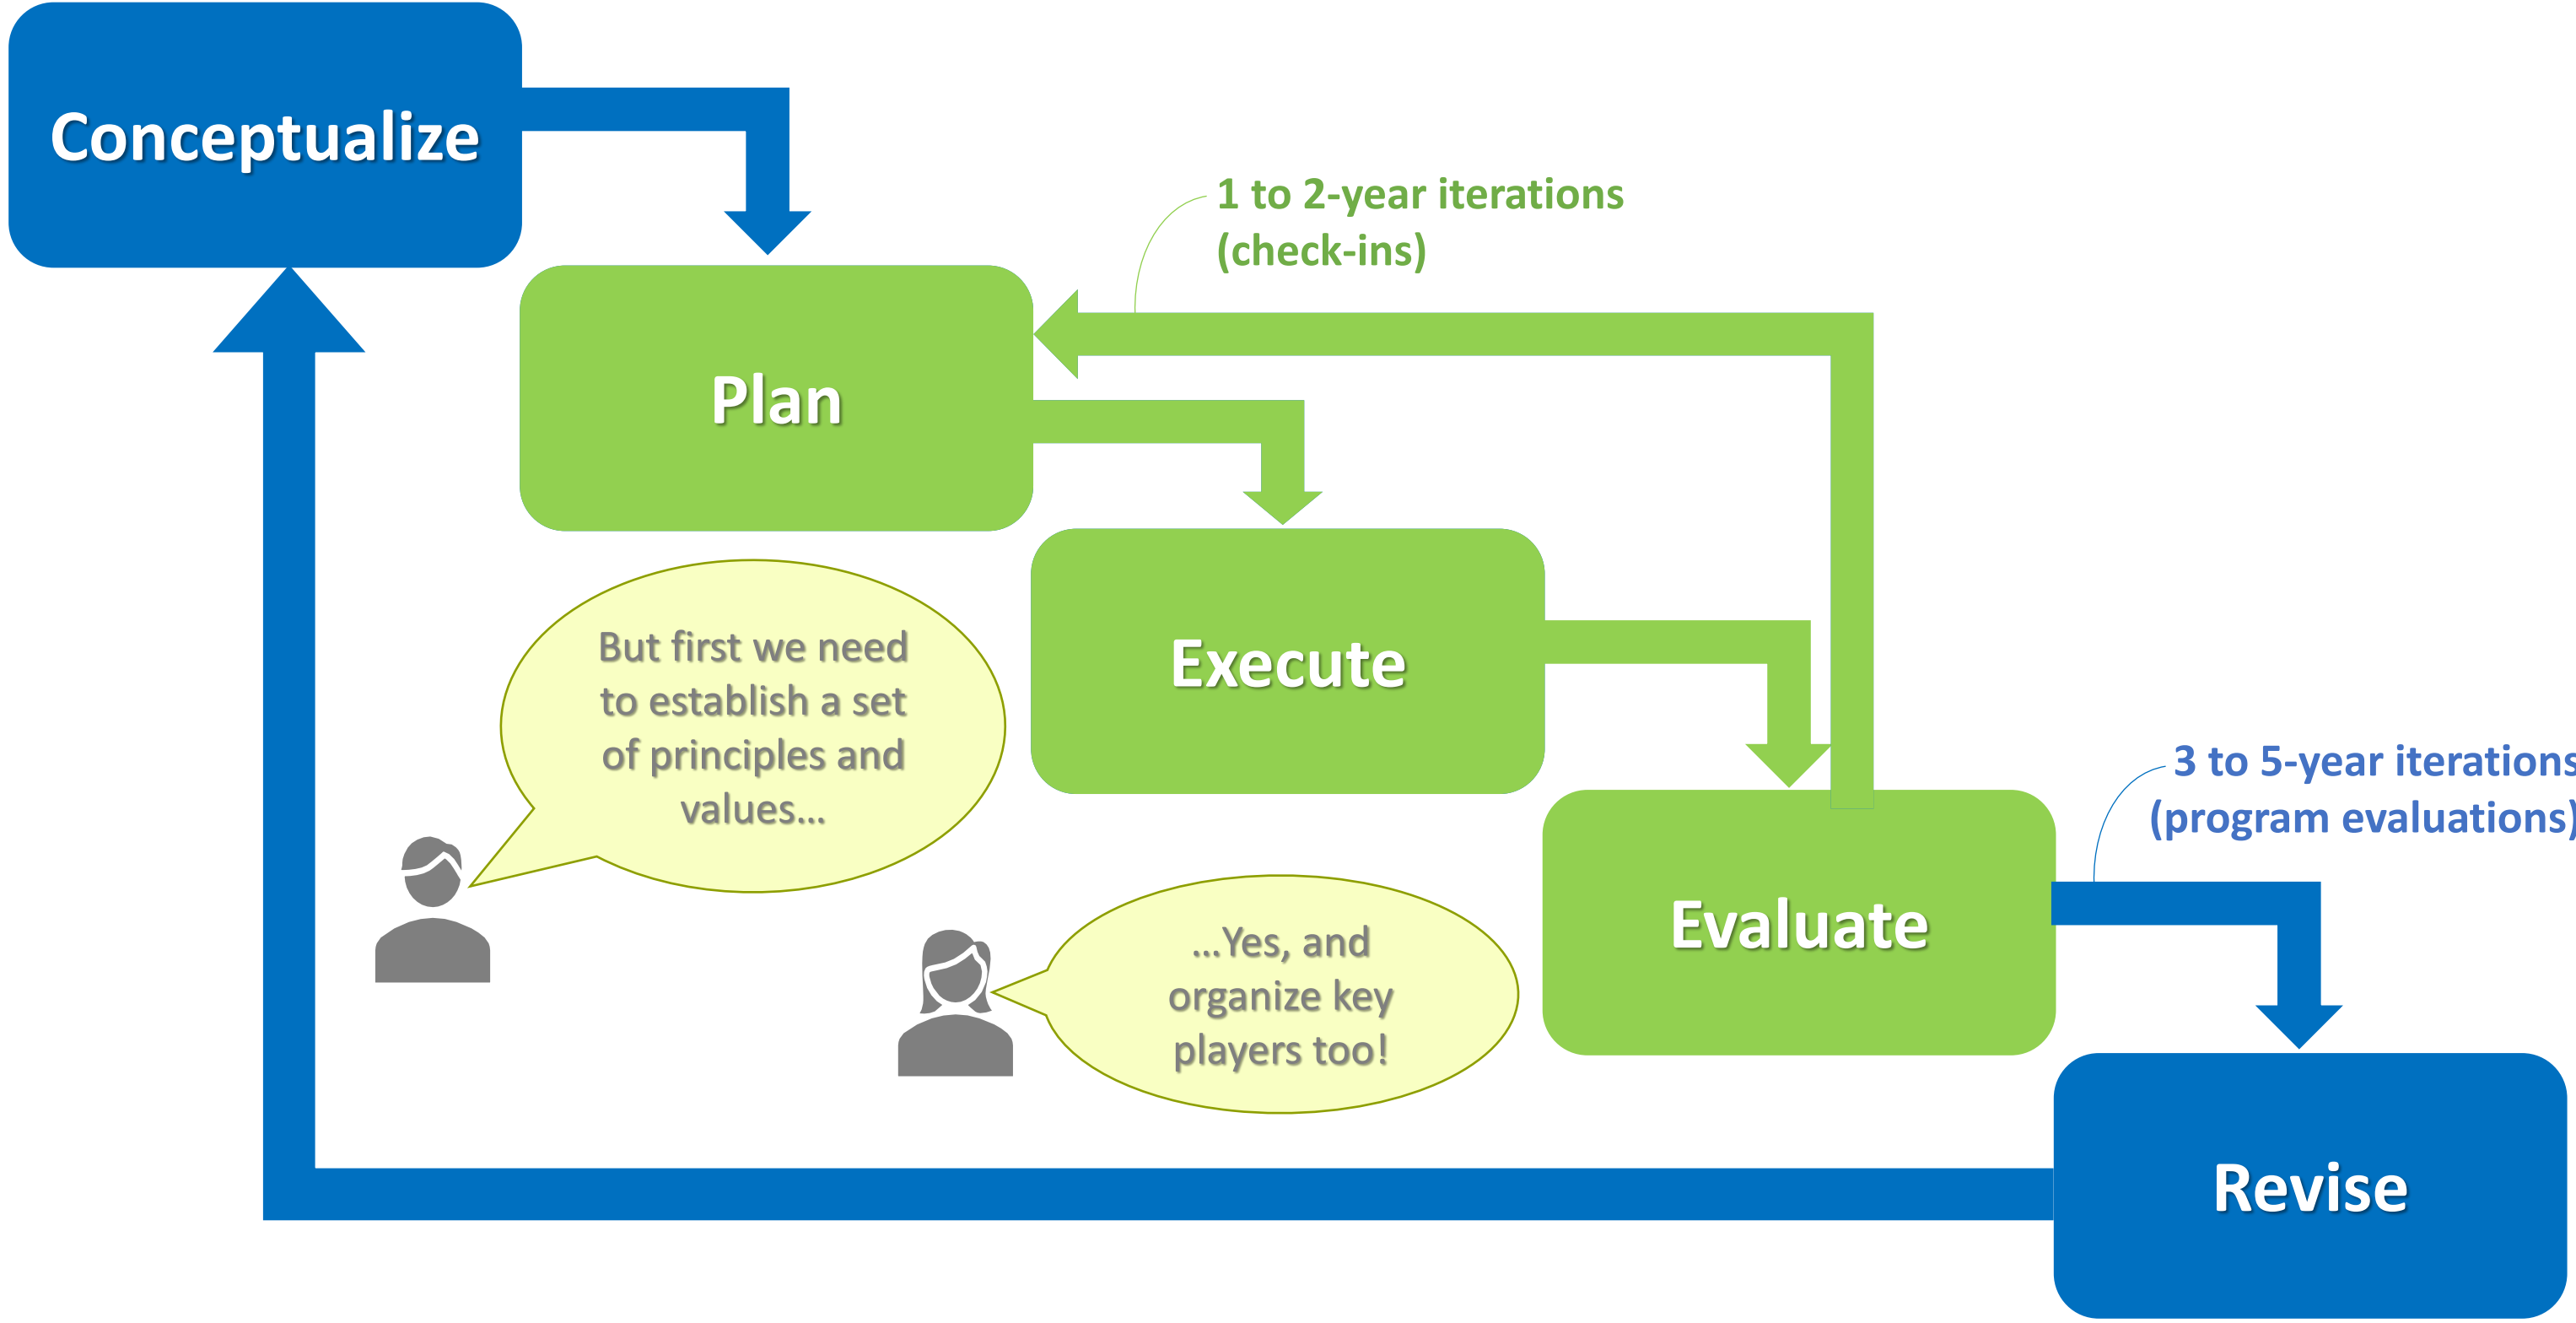 Conceptualize
1 to 2-year iterations
(check-ins)
Plan
But first we need
to establish a set
of principles and
values...
Execute
3 to 5-year iterations
(program evaluations)
...Yes, and
organize key
players too!
Evaluate
Revise